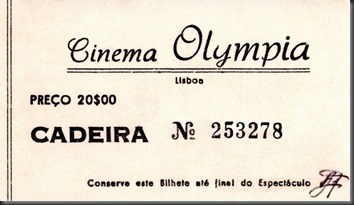 Cinema Olympia
Lisboa
PREÇO 20$00
CADEIRA Nº 253278
Conserve este Bilhete até final do Espectáculo